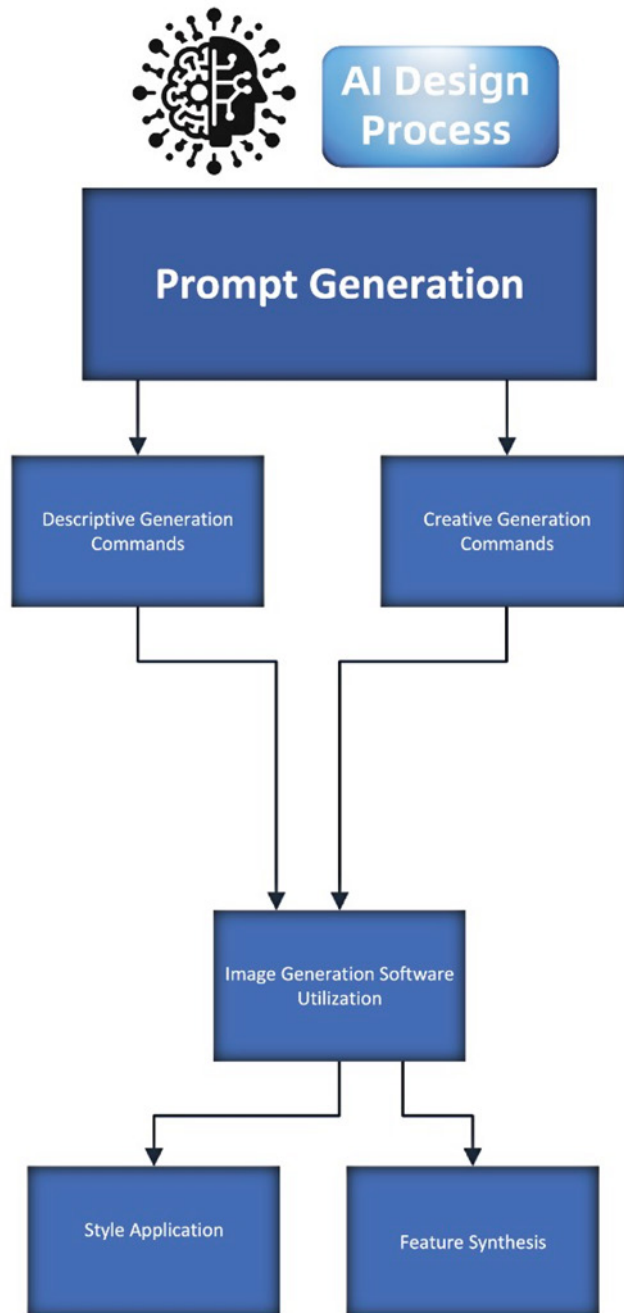 AI Design
Process
Prompt Generation
Descriptive Generation
Commands
Creative Generation
Commands
Image Generation Software
Utilization
Style Application
Feature Synthesis